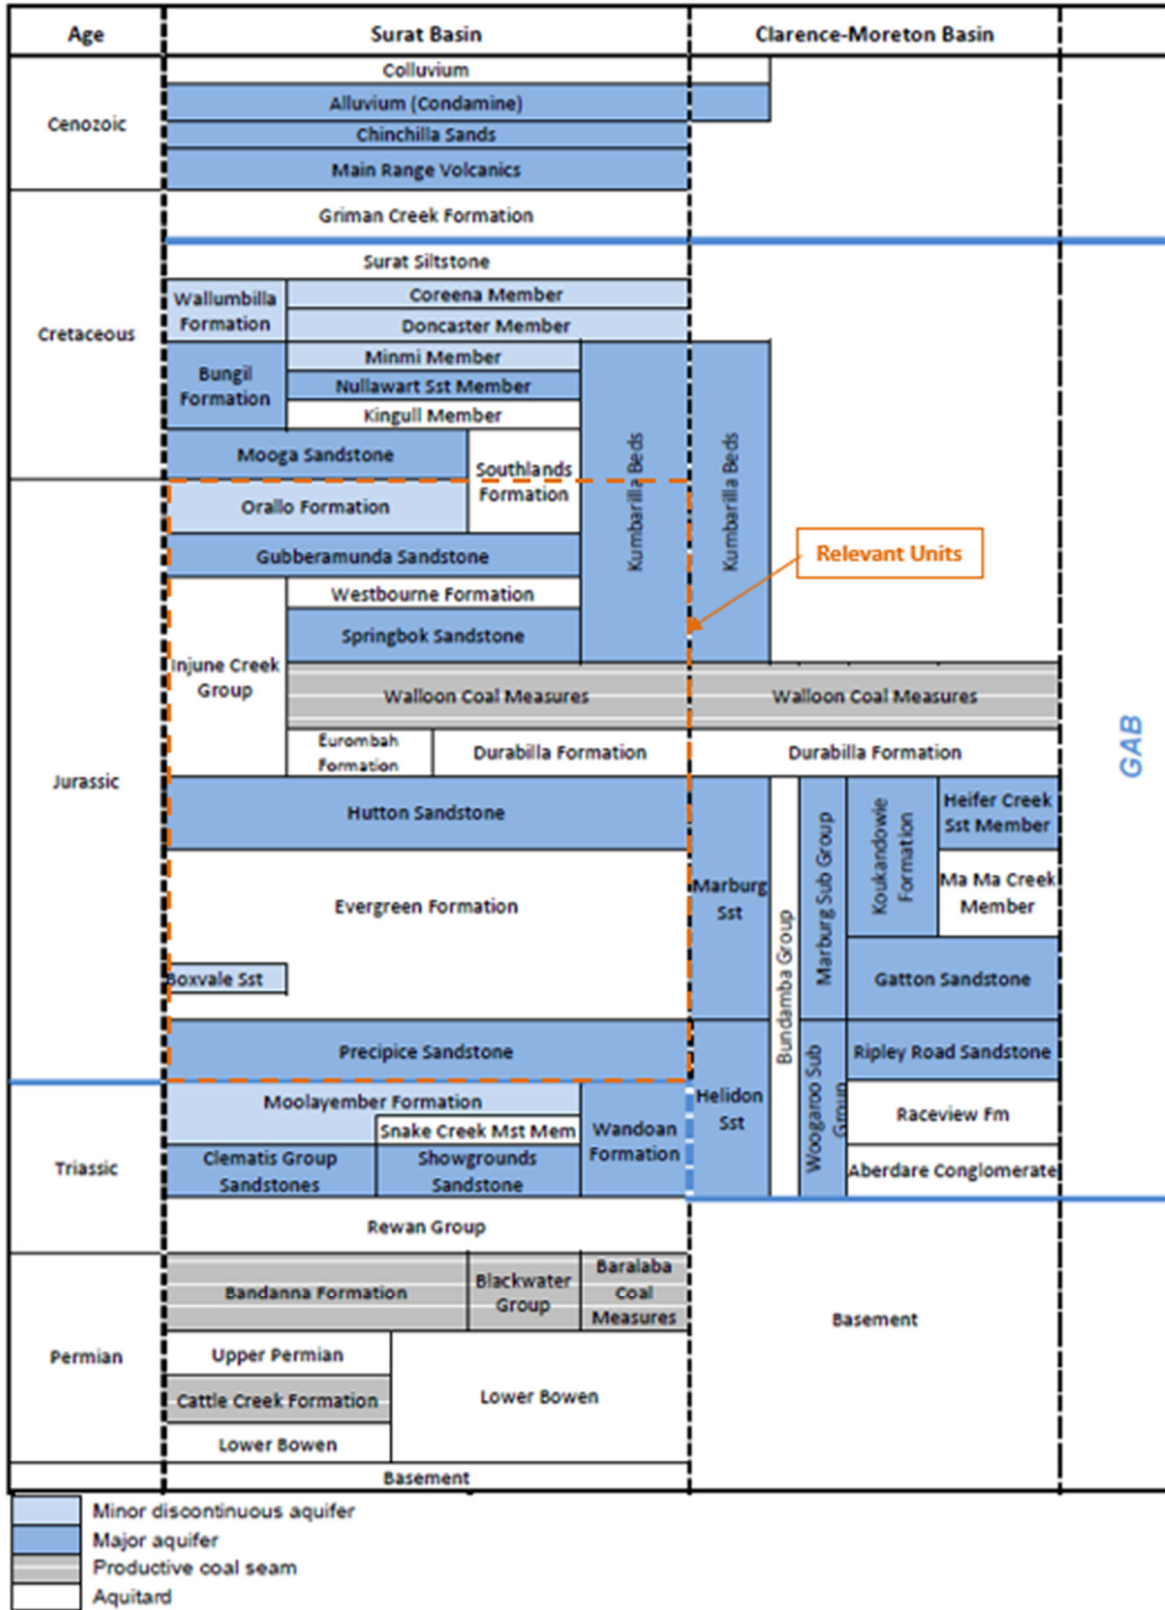 Age
Surat Basin
Clarence-Moreton Basin
Colluvium
Alluvium (Condamine)
Cenozoic
Chinchilla Sands
Main Range Volcanics
Griman Creek Formation
Surat Siltstone
Wallumbilla
Formation
Coreena Member
Doncaster Member
Cretaceous
Bungil
Formation
Minmi Member
Nullawart Sst Member
Kingull Member
Mooga Sandstone
Southlands
Formation
Kumbarilla Beds
Kumbarilla Beds
Orallo Formation
Gubberamunda Sandstone
Relevant Units
Westbourne Formation
Springbok Sandstone
Injune Creek
Group
Walloon Coal Measures
Walloon Coal Measures
Eurombah
Formation
Durabilla Formation
Durabilla Formation
GAB
Jurassic
Hutton Sandstone
Marburg
Sst
Bundamba Group
Marburg Sub Group
Koukandowie
Formation
Heifer Creek
Sst Member
Ma Ma Creek
Member
Evergreen Formation
Boxvale Sst
Gatton Sandstone
Precipice Sandstone
Helidon
Sst
Woogaroo Sub
Group
Ripley Road Sandstone
Moolayember Formation
Snake Creek Mst Mem
Wandoan
Formation
Raceview Fm
Triassic
Clematis Group
Sandstones
Showgrounds
Sandstone
Aberdare Conglomerate
Rewan Group
Bandanna Formation
Blackwater
Group
Baralaba
Coal
Measures
Basement
Permian
Upper Permian
Cattle Creek Formation
Lower Bowen
Lower Bowen
Basement
Minor discontinuous aquifer
Major aquifer
Productive coal seam
Aquitard